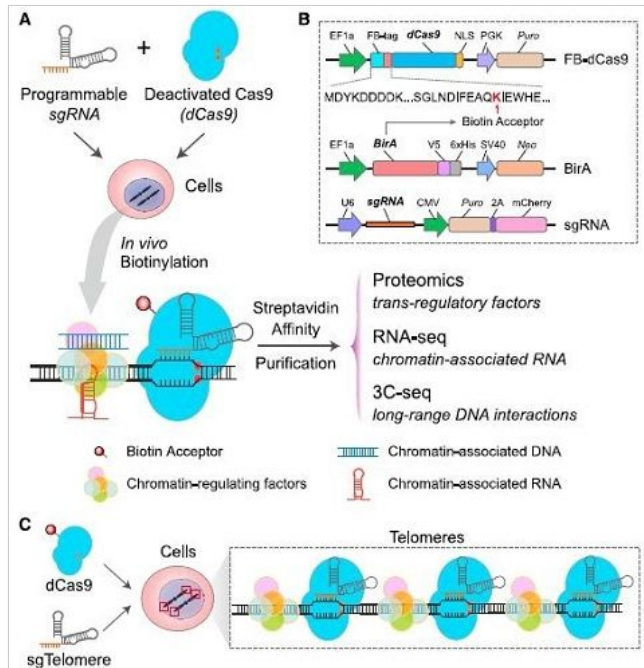 A
Programmable
sgRNA
+
Deactivated Cas9
(dCas9)
Cells
In vivo
Biotinylation
Streptavidin
Affinity
Purification
Proteomics
trans-regulatory factors
RNA-seq
chromatin-associated RNA
3C-seq
long-range DNA interactions
Biotin Acceptor
Chromatin-regulating factors
Chromatin-associated DNA
Chromatin-associated RNA
B
EF1a FB-tag dCas9 NLS PGK Puro
FB-dCas9
MDYKDDDDK...SGLNDIFEAQKIEWHE...
Biotin Acceptor
EF1a BirA V5 6xHis SV40 Neo
BirA
U6 sgRNA CMV Puro 2A mCherry
sgRNA
C
dCas9
sgTelomere
Cells
Telomeres